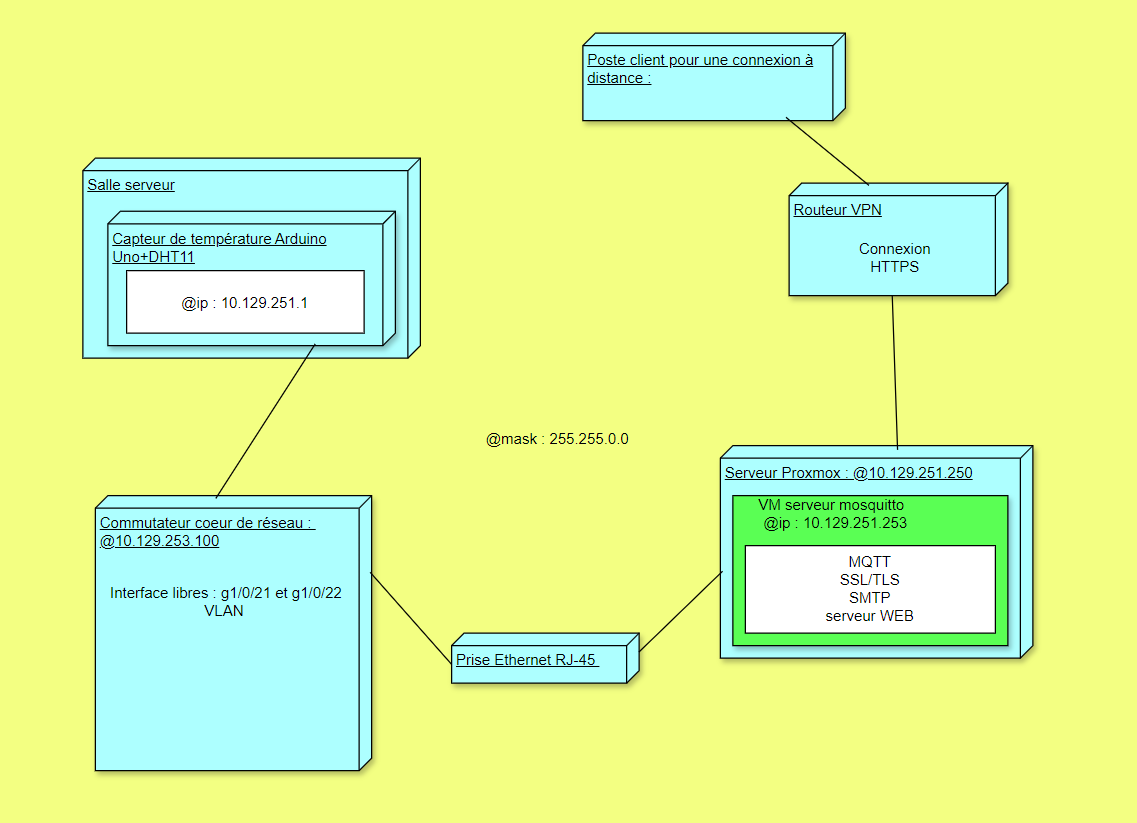 Poste client pour une connexion à
distance :
Salle serveur
Capteur de température Arduino
Uno+DHT11
@ip : 10.129.251.1
Routeur VPN
Connexion
HTTPS
@mask : 255.255.0.0
Serveur Proxmox : @10.129.251.250
VM serveur mosquitto
@ip : 10.129.251.253
MQTT
SSL/TLS
SMTP
serveur WEB
Commutateur coeur de réseau :
@10.129.253.100
Interface libres : g1/0/21 et g1/0/22
VLAN
Prise Ethernet RJ-45